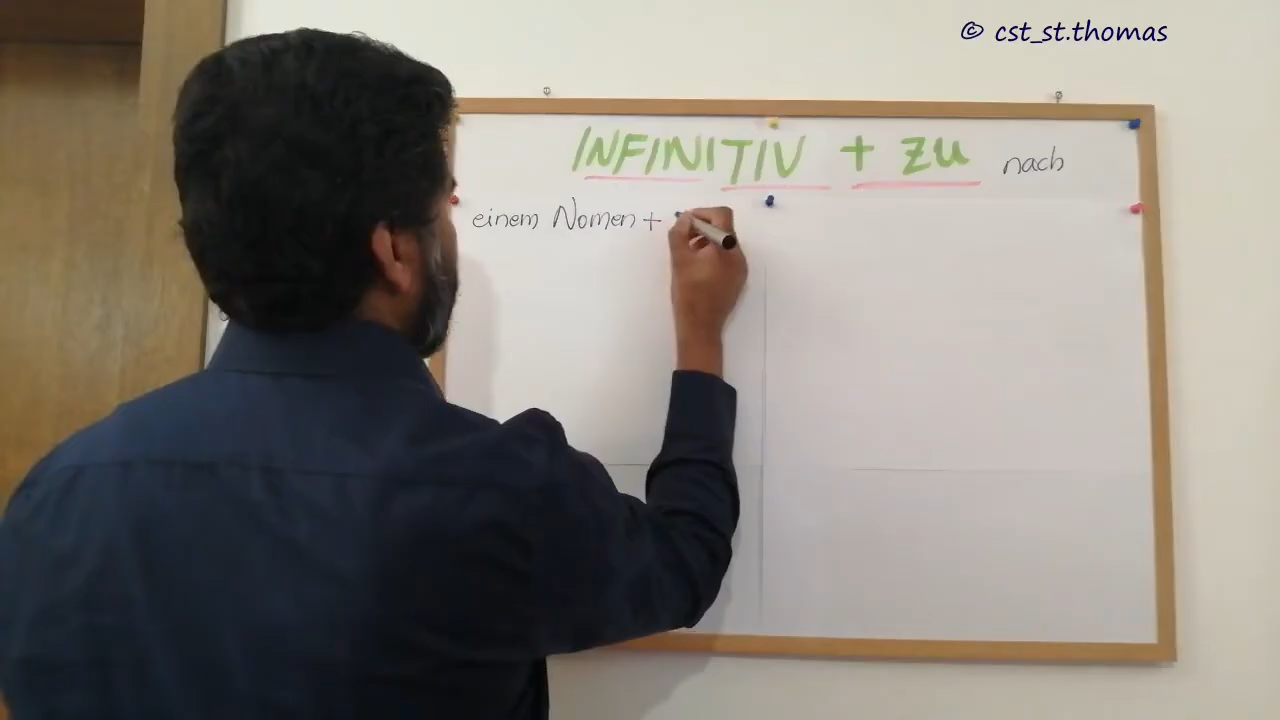 © cst_st.thomas
INFINITIV + ZU nach
einem Nomen +